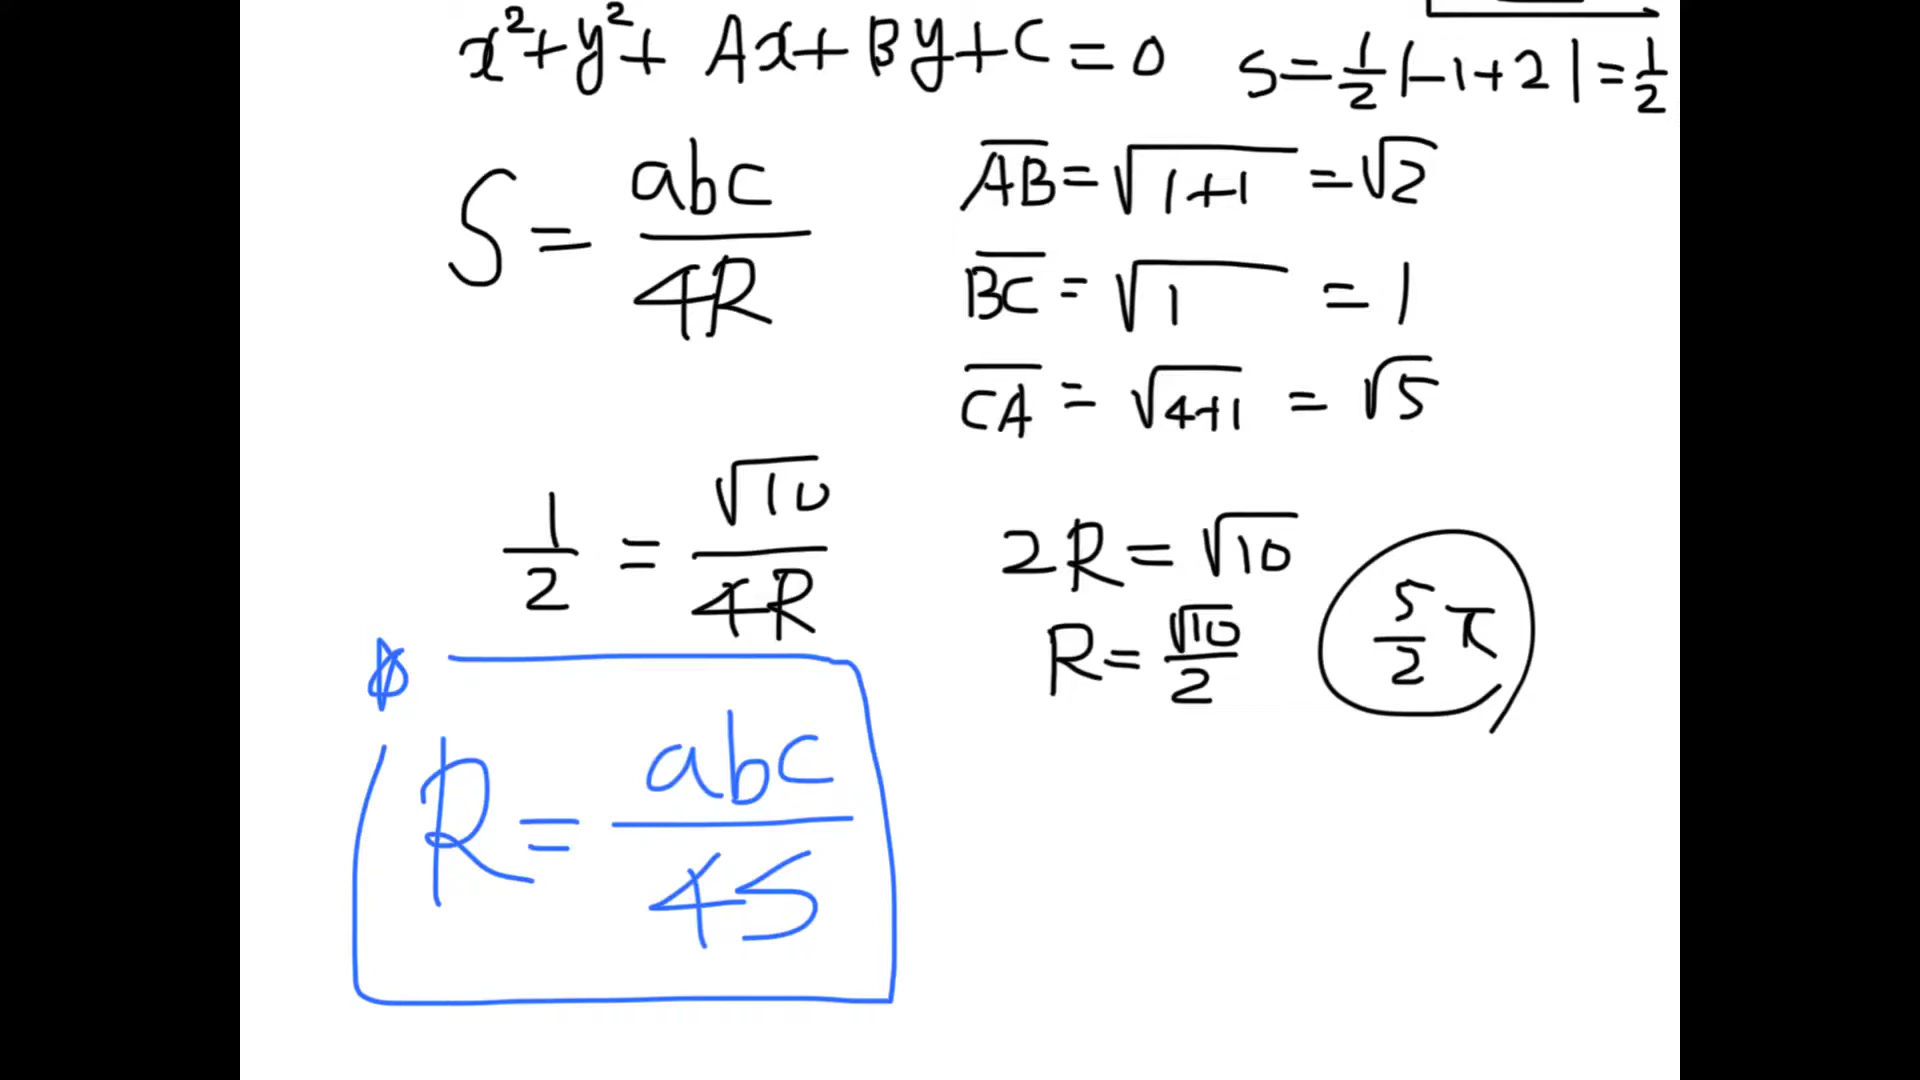 x²+y²+ Ax+By+C=0
S=½|-1+2|=½
S=abc/4R
AB=√1+1=√2
BC=√1=1
CA=√4+1=√5
1/2=√10/4R
2R=√10
R=√10/2
5/2π
R=abc/4S